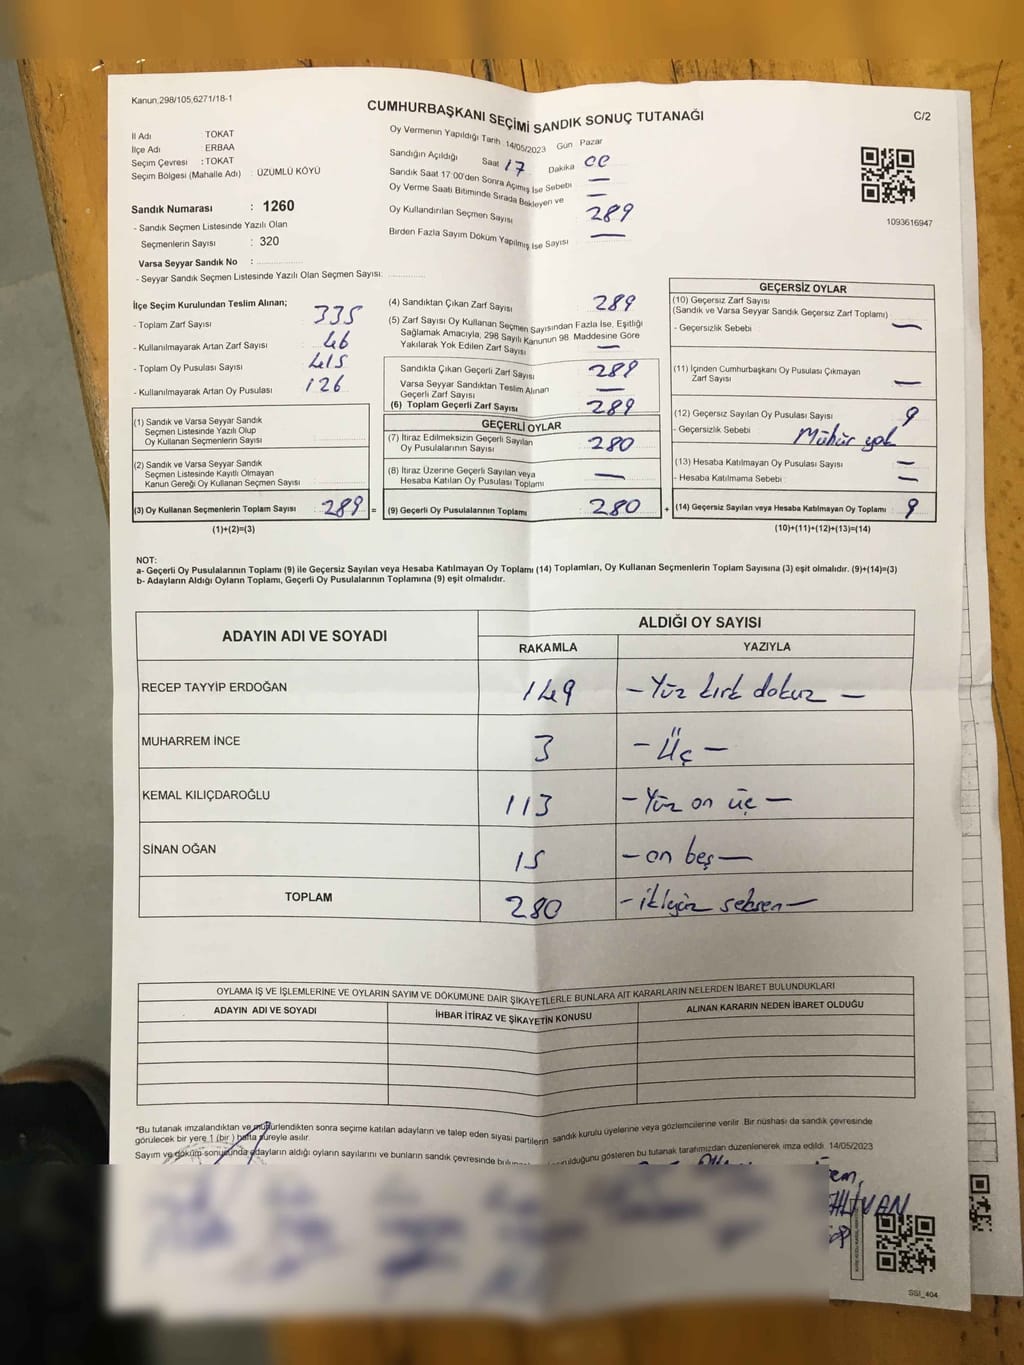 Kanun,298/105,6271/18-1
CUMHURBAŞKANI SEÇİMİ SANDIK SONUÇ TUTANAĞI
C/2
İl Adı TOKAT
İlçe Adı : ERBAA
Seçim Çevresi : TOKAT
Seçim Bölgesi (Mahalle Adı) : ÜZÜMLÜ KÖYÜ
Sandık Numarası : 1260
- Sandık Seçmen Listesinde Yazılı Olan
Seçmenlerin Sayısı : 320
Varsa Seyyar Sandık No :
- Seyyar Sandık Seçmen Listesinde Yazılı Olan Seçmen Sayısı:
Oy Vermenin Yapıldığı Tarih 14/05/2023 Gün Pazar
Sandığın Açıldığı Saat 17 Dakika 00
Sandık Saat 17:00'den Sonra Açımış İse Sebebi —
Oy Verme Saati Bitiminde Sırada Bekleyen ve —
Oy Kullandırılan Seçmen Sayısı 289
Birden Fazla Sayım Döküm Yapılmış İse Sayısı —
1093616947
İlçe Seçim Kurulundan Teslim Alınan;
- Toplam Zarf Sayısı 335
- Kullanılmayarak Artan Zarf Sayısı : 46
- Toplam Oy Pusulası Sayısı : 415
- Kullanılmayarak Artan Oy Pusulası : 126
(1) Sandık ve Varsa Seyyar Sandık
Seçmen Listesinde Yazılı Olup
Oy Kullanan Seçmenlerin Sayısı
(2) Sandık ve Varsa Seyyar Sandık
Seçmen Listesinde Kayıtlı Olmayan
Kanun Gereği Oy Kullanan Seçmen Sayısı
(3) Oy Kullanan Seçmenlerin Toplam Sayısı 289 =
(1)+(2)=(3)
(4) Sandıktan Çıkan Zarf Sayısı 289
(5) Zarf Sayısı Oy Kullanan Seçmen Sayısından Fazla İse, Eşitliği
Sağlamak Amacıyla, 298 Sayılı Kanunun 98. Maddesine Göre
Yakılarak Yok Edilen Zarf Sayısı —
Sandıkta Çıkan Geçerli Zarf Sayısı 289
Varsa Seyyar Sandıktan Teslim Alınan
Geçerli Zarf Sayısı —
(6) Toplam Geçerli Zarf Sayısı 289
GEÇERLİ OYLAR
(7) İtiraz Edilmeksizin Geçerli Sayılan
Oy Pusulalarının Sayısı 280
(8) İtiraz Üzerine Geçerli Sayılan veya
Hesaba Katılan Oy Pusulası Toplamı —
(9) Geçerli Oy Pusulalarının Toplamı 280 +
GEÇERSİZ OYLAR
(10) Geçersiz Zarf Sayısı
(Sandık ve Varsa Seyyar Sandık Geçersiz Zarf Toplamı)
- Geçersizlik Sebebi —
(11) İçinden Cumhurbaşkanı Oy Pusulası Çıkmayan
Zarf Sayısı —
(12) Geçersiz Sayılan Oy Pusulası Sayısı 9
- Geçersizlik Sebebi Mühür yok
(13) Hesaba Katılmayan Oy Pusulası Sayısı —
- Hesaba Katılmama Sebebi —
(14) Geçersiz Sayılan veya Hesaba Katılmayan Oy Toplamı 9
(10)+(11)+(12)+(13)=(14)
NOT:
a- Geçerli Oy Pusulalarının Toplamı (9) ile Geçersiz Sayılan veya Hesaba Katılmayan Oy Toplamı (14) Toplamları, Oy Kullanan Seçmenlerin Toplam Sayısına (3) eşit olmalıdır. (9)+(14)=(3)
b- Adayların Aldığı Oyların Toplamı, Geçerli Oy Pusulalarının Toplamına (9) eşit olmalıdır.
ADAYIN ADI VE SOYADI ALDIĞI OY SAYISI
RAKAMLA YAZIYLA
RECEP TAYYİP ERDOĞAN 149 — Yüz kırk dokuz —
MUHARREM İNCE 3 — Üç —
KEMAL KILIÇDAROĞLU 113 — Yüz on üç —
SİNAN OĞAN 15 — on beş —
TOPLAM 280 — ikiyüz seksen —
OYLAMA İŞ VE İŞLEMLERİNE VE OYLARIN SAYIM VE DÖKÜMÜNE DAİR ŞİKAYETLERLE BUNLARA AİT KARARLARIN NELERDEN İBARET BULUNDUKLARI
ADAYIN ADI VE SOYADI İHBAR İTİRAZ VE ŞİKAYETİN KONUSU ALINAN KARARIN NEDEN İBARET OLDUĞU
*Bu tutanak imzalandıktan ve mühürlendikten sonra seçime katılan adayların ve talep eden siyasi partilerin sandık kurulu üyelerine veya gözlemcilerine verilir. Bir nüshası da sandık çevresinde
görülecek bir yere 1 (bir) hafta süreyle asılır.
Sayım ve döküm sonucunda adayların aldığı oyların sayılarını ve bunların sandık çevresinde olduğunu gösteren bu tutanak tarafımızdan düzenlenerek imza edildi. 14/05/2023
SSI_404